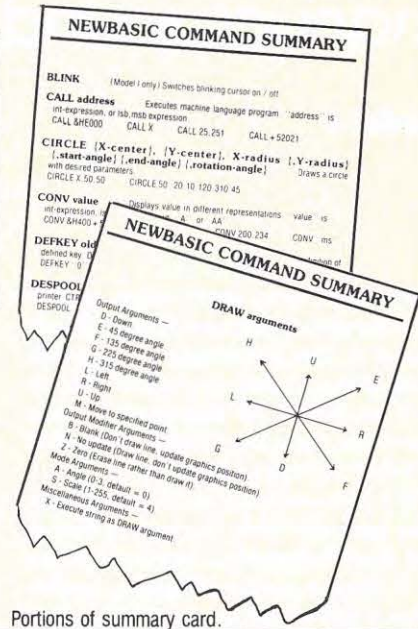 NEWBASIC COMMAND SUMMARY
BLINK (Model I only) Switches blinking cursor on / off
CALL address Executes machine language program "address" is
int-expression, or lsb,msb expression
CALL &HE000 CALL X CALL 25,251 CALL +52021
CIRCLE {X-center}, {Y-center}, X-radius {,Y-radius}
{,start-angle} {,end-angle} {,rotation-angle} Draws a circle
with desired parameters.
CIRCLE X,50,50 CIRCLE 50 20 10 120 310 45
CONV value Displays value in different representations value is
int-expression, A or AA
CONV &H400 + CONV 200 234 CONV ms
DEFKEY old of
defined key
DEFKEY 0
DESPOOL
printer CTR
DESPOOL
NEWBASIC COMMAND SUMMARY
DRAW arguments
Output Arguments —
D - Down
E - 45 degree angle
F - 135 degree angle
G - 225 degree angle
H - 315 degree angle
L - Left
R - Right
U - Up
M - Move to specified point
Output Modifier Arguments —
B - Blank (Don't draw line, update graphics position)
N - No update (Draw line, don't update graphics position)
Z - Zero (Erase line rather than draw it)
Mode Arguments —
A - Angle (0-3, default = 0)
S - Scale (1-255, default = 4)
Miscellaneous Arguments —
X - Execute string as DRAW argument
H
U
E
L
R
G
D
F
Portions of summary card.